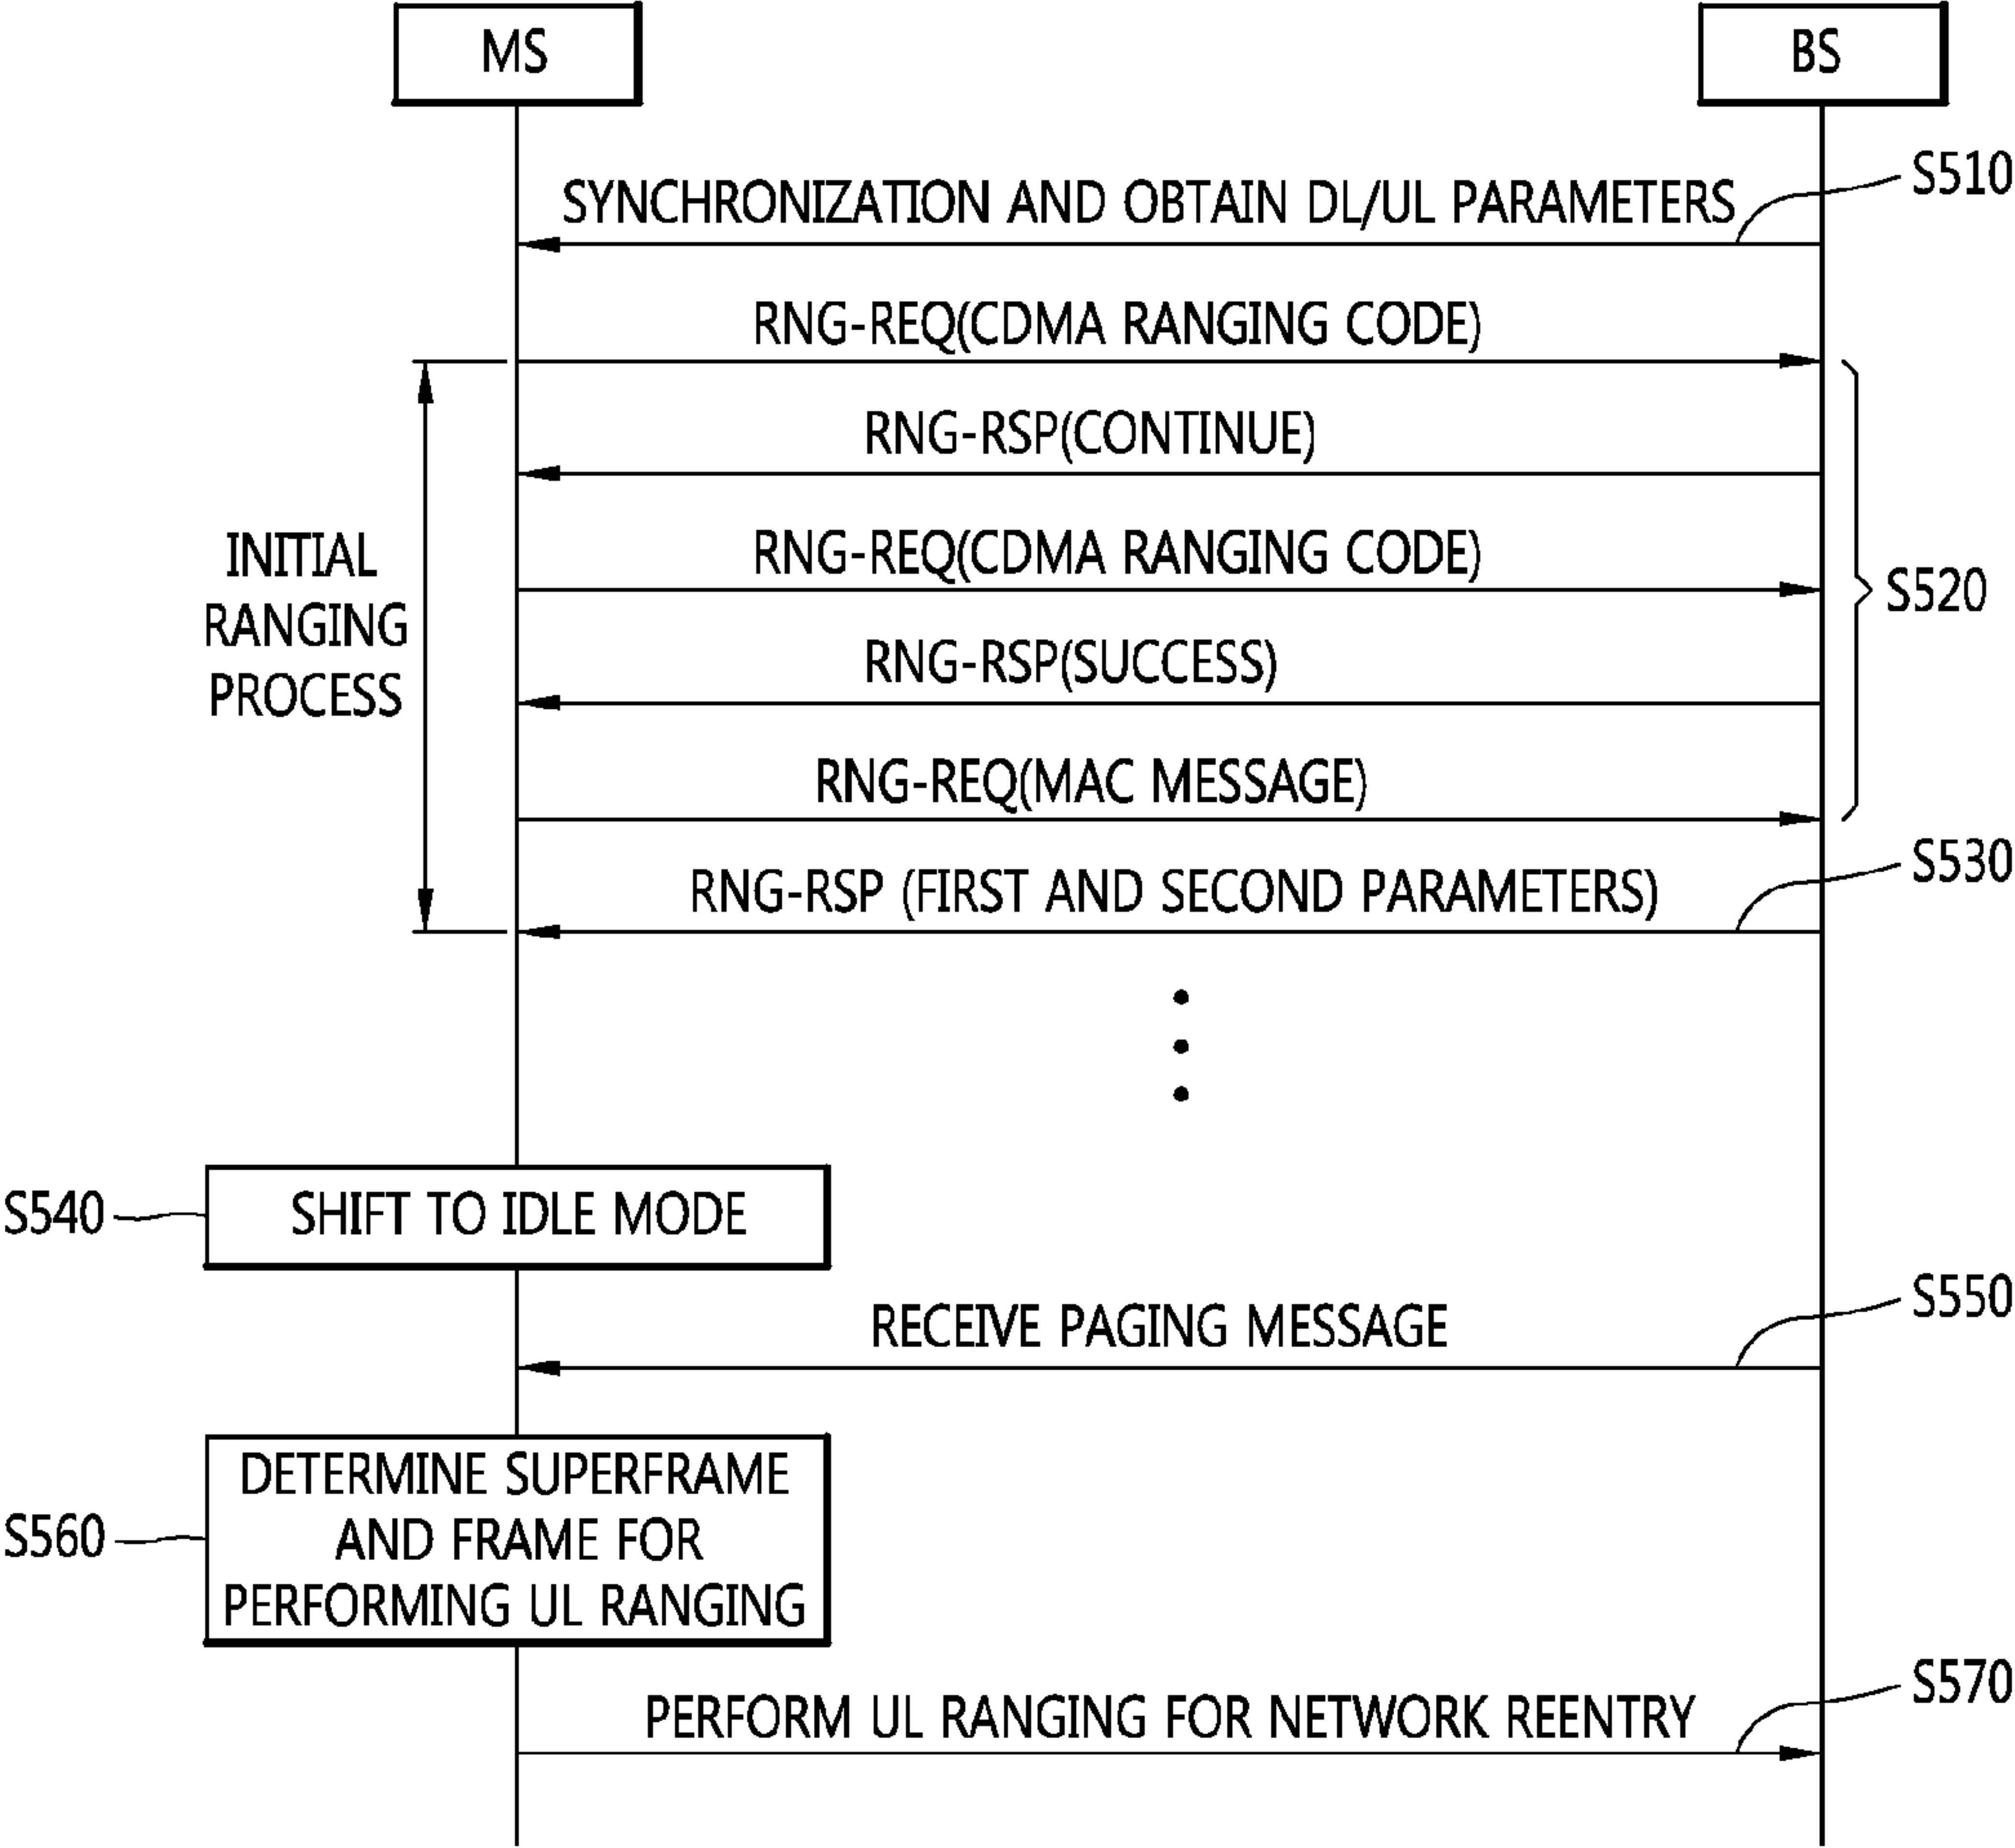 MS
BS
S510
SYNCHRONIZATION AND OBTAIN DL/UL PARAMETERS
RNG-REQ(CDMA RANGING CODE)
RNG-RSP(CONTINUE)
RNG-REQ(CDMA RANGING CODE)
INITIAL
RANGING
PROCESS
S520
RNG-RSP(SUCCESS)
RNG-REQ(MAC MESSAGE)
S530
RNG-RSP (FIRST AND SECOND PARAMETERS)
S540
SHIFT TO IDLE MODE
S550
RECEIVE PAGING MESSAGE
S560
DETERMINE SUPERFRAME
AND FRAME FOR
PERFORMING UL RANGING
S570
PERFORM UL RANGING FOR NETWORK REENTRY